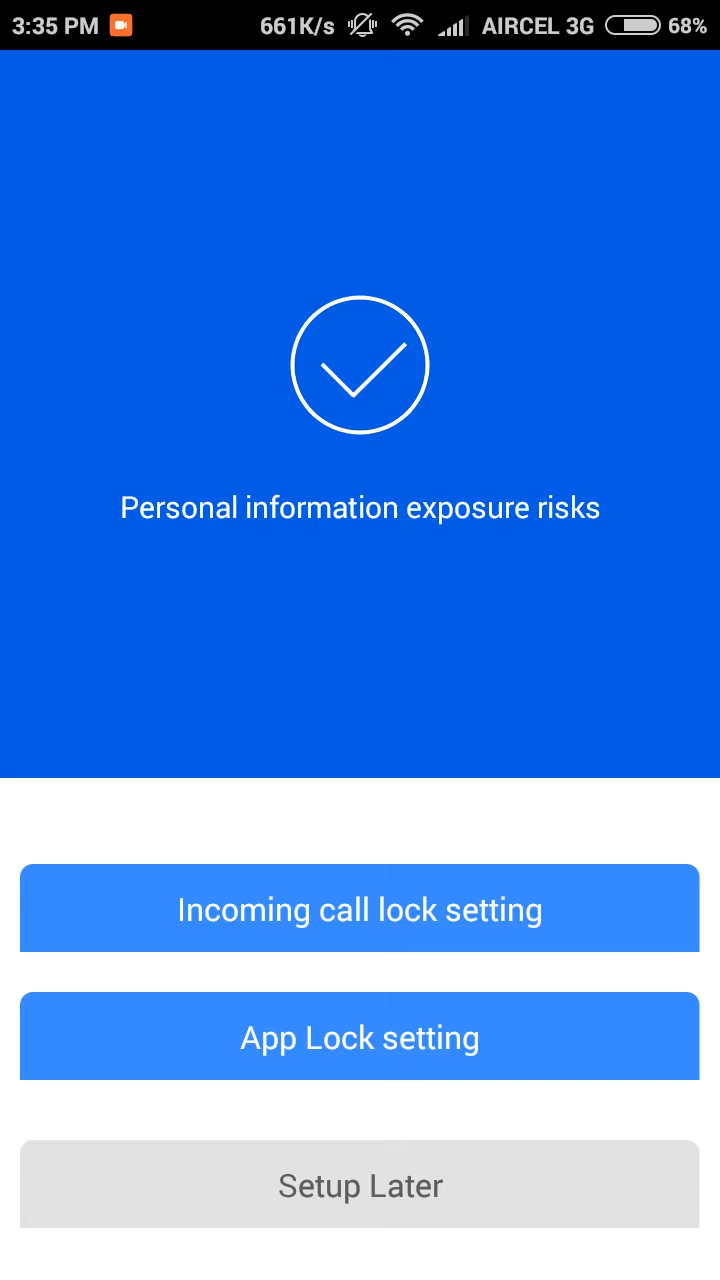 3:35 PM 661K/s AIRCEL 3G 68%
Personal information exposure risks
Incoming call lock setting
App Lock setting
Setup Later